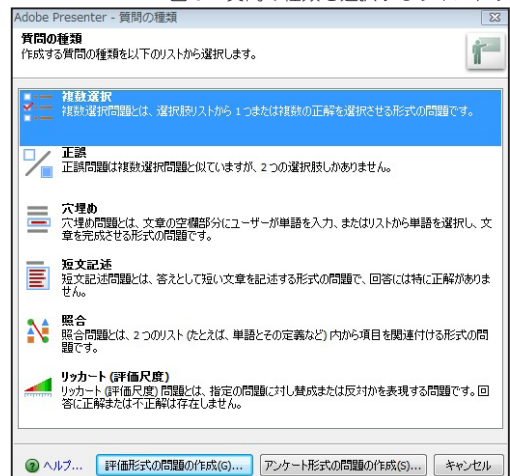 Adobe Presenter - 質問の種類
質問の種類
作成する質問の種類を以下のリストから選択します。
複数選択
複数選択問題とは、選択肢リストから 1 つまたは複数の正解を選択させる形式の問題です。
正誤
正誤問題は複数選択問題と似ていますが、2 つの選択肢しかありません。
穴埋め
穴埋め問題とは、文章の空欄部分にユーザーが単語を入力、またはリストから単語を選択し、文
章を完成させる形式の問題です。
短文記述
短文記述問題とは、答えとして短い文章を記述する形式の問題で、回答には特に正解がありま
せん。
照合
照合問題とは、2 つのリスト (たとえば、単語とその定義など) 内から項目を関連付ける形式の問
題です。
リッカート (評価尺度)
リッカート (評価尺度) 問題とは、指定の問題に対し賛成または反対かを表現する問題です。回
答に正解または不正解は存在しません。
ヘルプ... 評価形式の問題の作成(G)... アンケート形式の問題の作成(S)... キャンセル